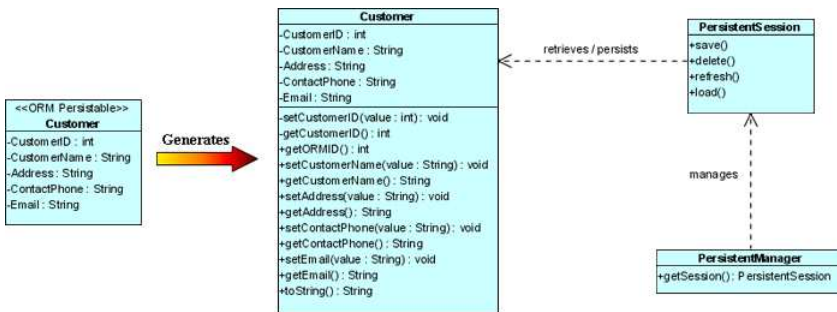 <<ORM Persistable>>
Customer
-CustomerID : int
-CustomerName : String
-Address : String
-ContactPhone : String
-Email : String
Generates
Customer
-CustomerID : int
-CustomerName : String
-Address : String
-ContactPhone : String
-Email : String
-setCustomerID(value : int) : void
-getCustomerID() : int
+getORMID() : int
+setCustomerName(value : String) : void
+getCustomerName() : String
+setAddress(value : String) : void
+getAddress() : String
+setContactPhone(value : String) : void
+getContactPhone() : String
+setEmail(value : String) : void
+getEmail() : String
+toString() : String
retrieves / persists
PersistentSession
+save()
+delete()
+refresh()
+load()
manages
PersistentManager
+getSession() : PersistentSession